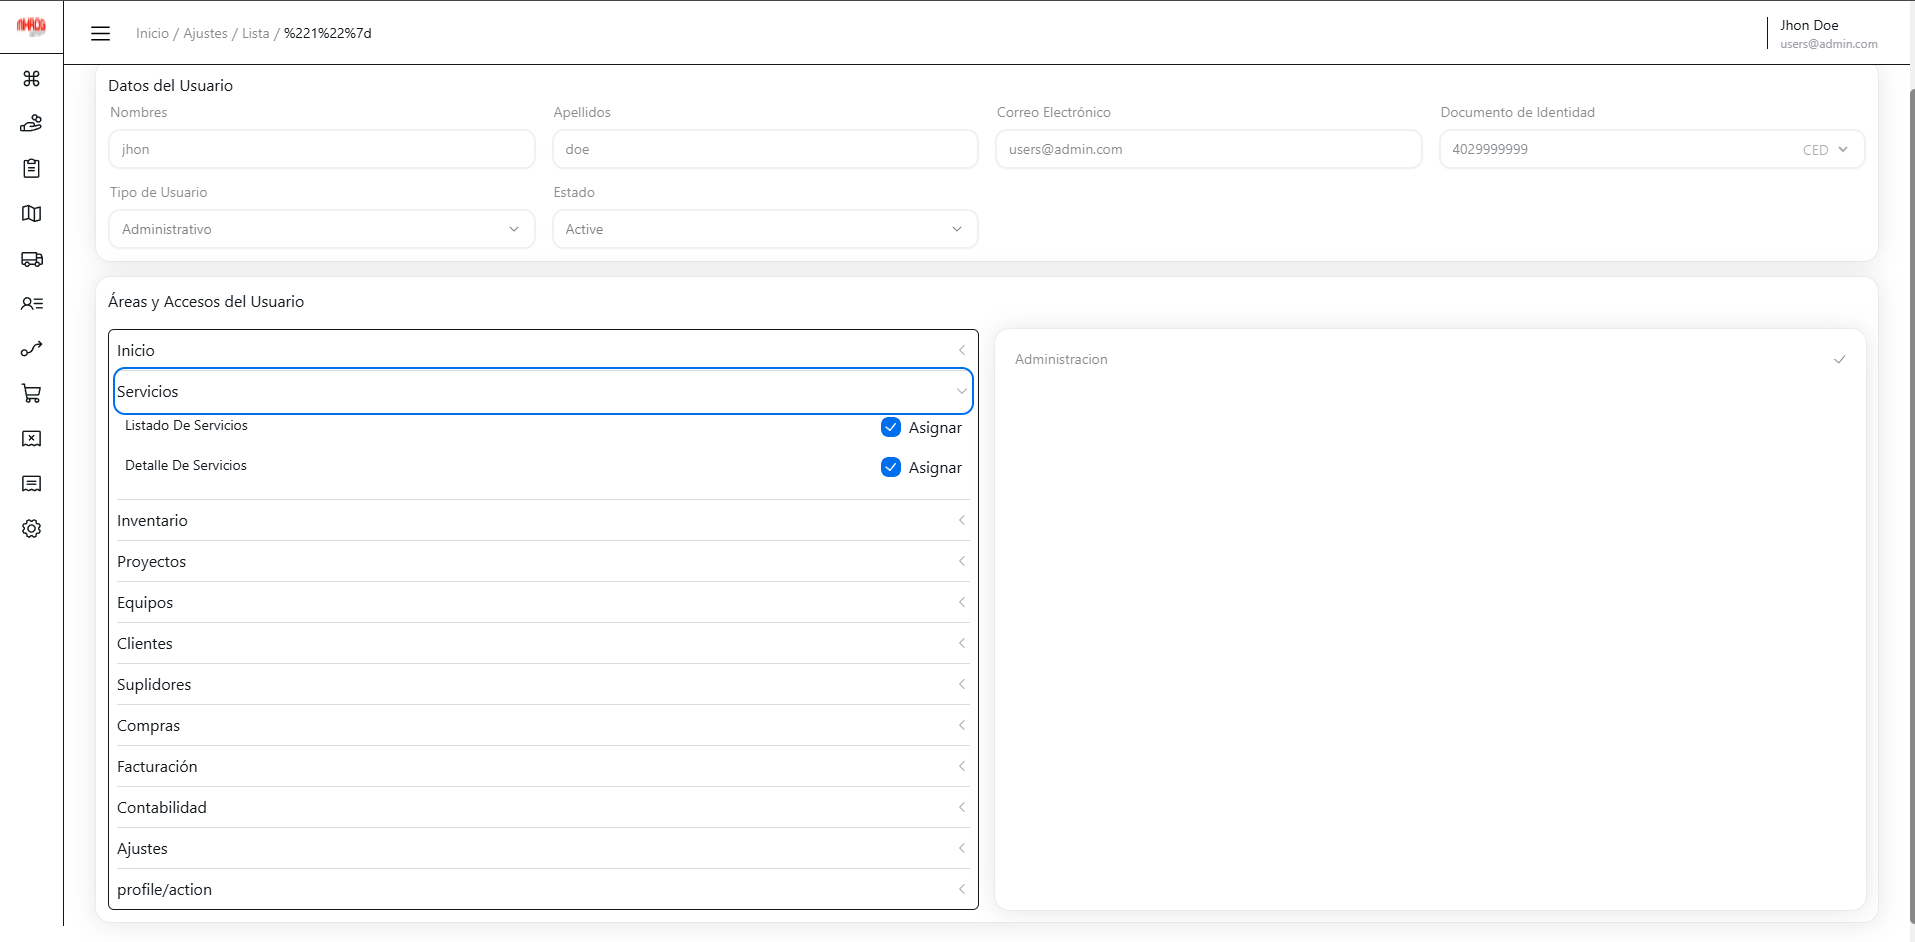 Inicio / Ajustes / Lista / %221%22%7d
Jhon Doe
users@admin.com
Datos del Usuario
Nombres
Apellidos
Correo Electrónico
Documento de Identidad
jhon
doe
users@admin.com
4029999999
CED
Tipo de Usuario
Estado
Administrativo
Active
Áreas y Accesos del Usuario
Inicio
Administracion
Servicios
Listado De Servicios
Asignar
Detalle De Servicios
Asignar
Inventario
Proyectos
Equipos
Clientes
Suplidores
Compras
Facturación
Contabilidad
Ajustes
profile/action